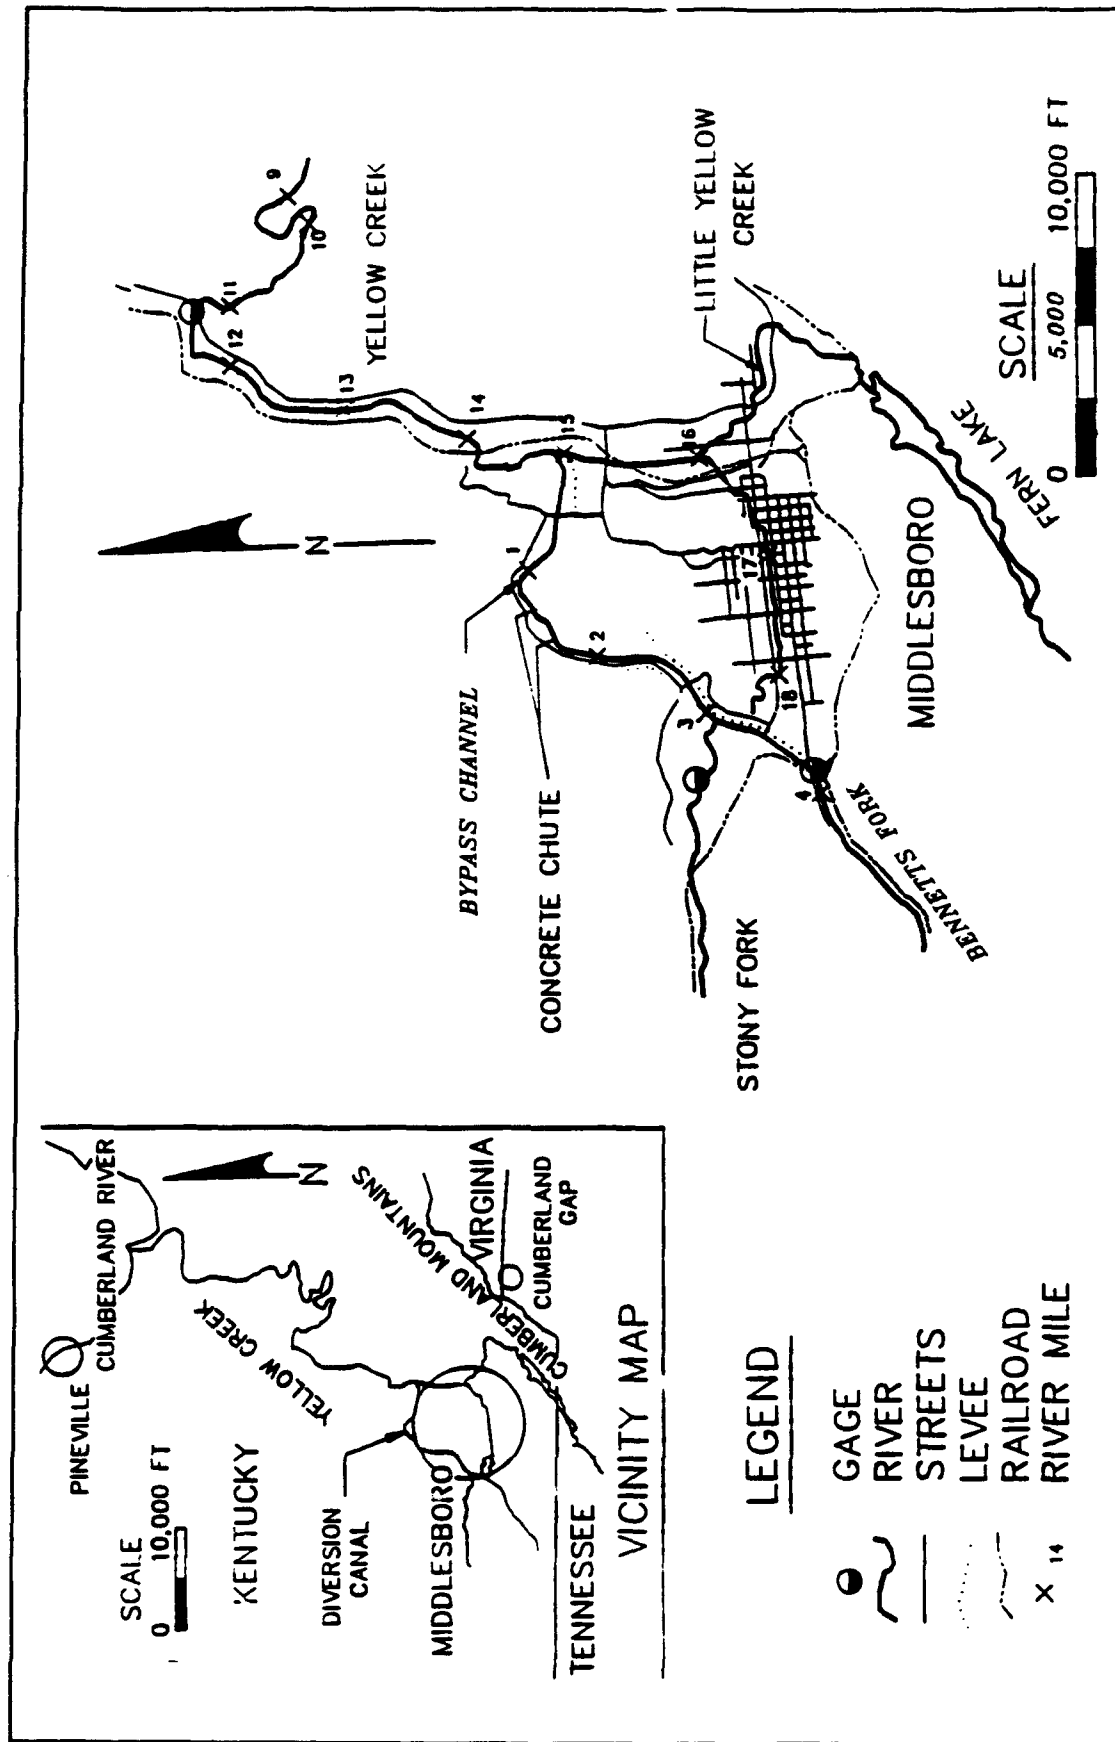 PINEVILLE
CUMBERLAND RIVER
SCALE
0 10,000 FT
KENTUCKY
YELLOW CREEK
N
DIVERSION
CANAL
MIDDLESBORO
CUMBERLAND MOUNTAINS
VIRGINIA
CUMBERLAND
GAP
TENNESSEE
VICINITY MAP
LEGEND
GAGE
RIVER
STREETS
LEVEE
RAILROAD
14 RIVER MILE
9
10
11
12
YELLOW CREEK
13
14
15
16
N
1
BYPASS CHANNEL
2
CONCRETE CHUTE
3
4
17
18
LITTLE YELLOW
CREEK
STONY FORK
BENNETTS FORK
MIDDLESBORO
FERN LAKE
SCALE
0 5,000 10,000 FT